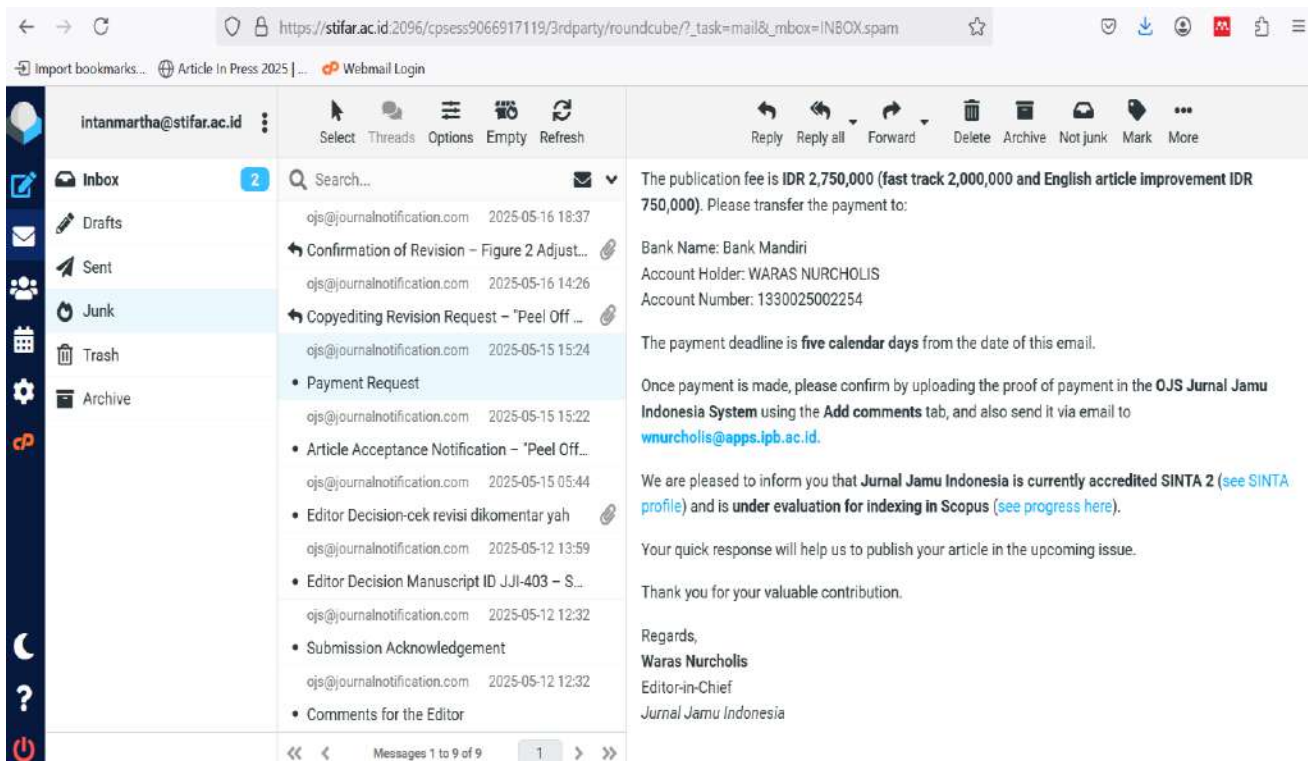 https://stifar.ac.id:2096/cpsess9066917119/3rdparty/roundcube/?_task=mail&_mbox=INBOX.spam
Import bookmarks... Article In Press 2025 | ... Webmail Login
intanmartha@stifar.ac.id
Inbox 2
Drafts
Sent
Junk
Trash
Archive
Select Threads Options Empty Refresh
Search...
ojs@journalnotification.com 2025-05-16 18:37
Confirmation of Revision – Figure 2 Adjust...
ojs@journalnotification.com 2025-05-16 14:26
Copyediting Revision Request – "Peel Off ...
ojs@journalnotification.com 2025-05-15 15:24
• Payment Request
ojs@journalnotification.com 2025-05-15 15:22
• Article Acceptance Notification – "Peel Off...
ojs@journalnotification.com 2025-05-15 05:44
• Editor Decision-cek revisi dikomentar yah
ojs@journalnotification.com 2025-05-12 13:59
• Editor Decision Manuscript ID JJI-403 – S...
ojs@journalnotification.com 2025-05-12 12:32
• Submission Acknowledgement
ojs@journalnotification.com 2025-05-12 12:32
• Comments for the Editor
Messages 1 to 9 of 9 1
Reply Reply all Forward Delete Archive Not junk Mark More
The publication fee is IDR 2,750,000 (fast track 2,000,000 and English article improvement IDR
750,000). Please transfer the payment to:
Bank Name: Bank Mandiri
Account Holder: WARAS NURCHOLIS
Account Number: 1330025002254
The payment deadline is five calendar days from the date of this email.
Once payment is made, please confirm by uploading the proof of payment in the OJS Jurnal Jamu
Indonesia System using the Add comments tab, and also send it via email to
wnurcholis@apps.ipb.ac.id.
We are pleased to inform you that Jurnal Jamu Indonesia is currently accredited SINTA 2 (see SINTA
profile) and is under evaluation for indexing in Scopus (see progress here).
Your quick response will help us to publish your article in the upcoming issue.
Thank you for your valuable contribution.
Regards,
Waras Nurcholis
Editor-in-Chief
Jurnal Jamu Indonesia